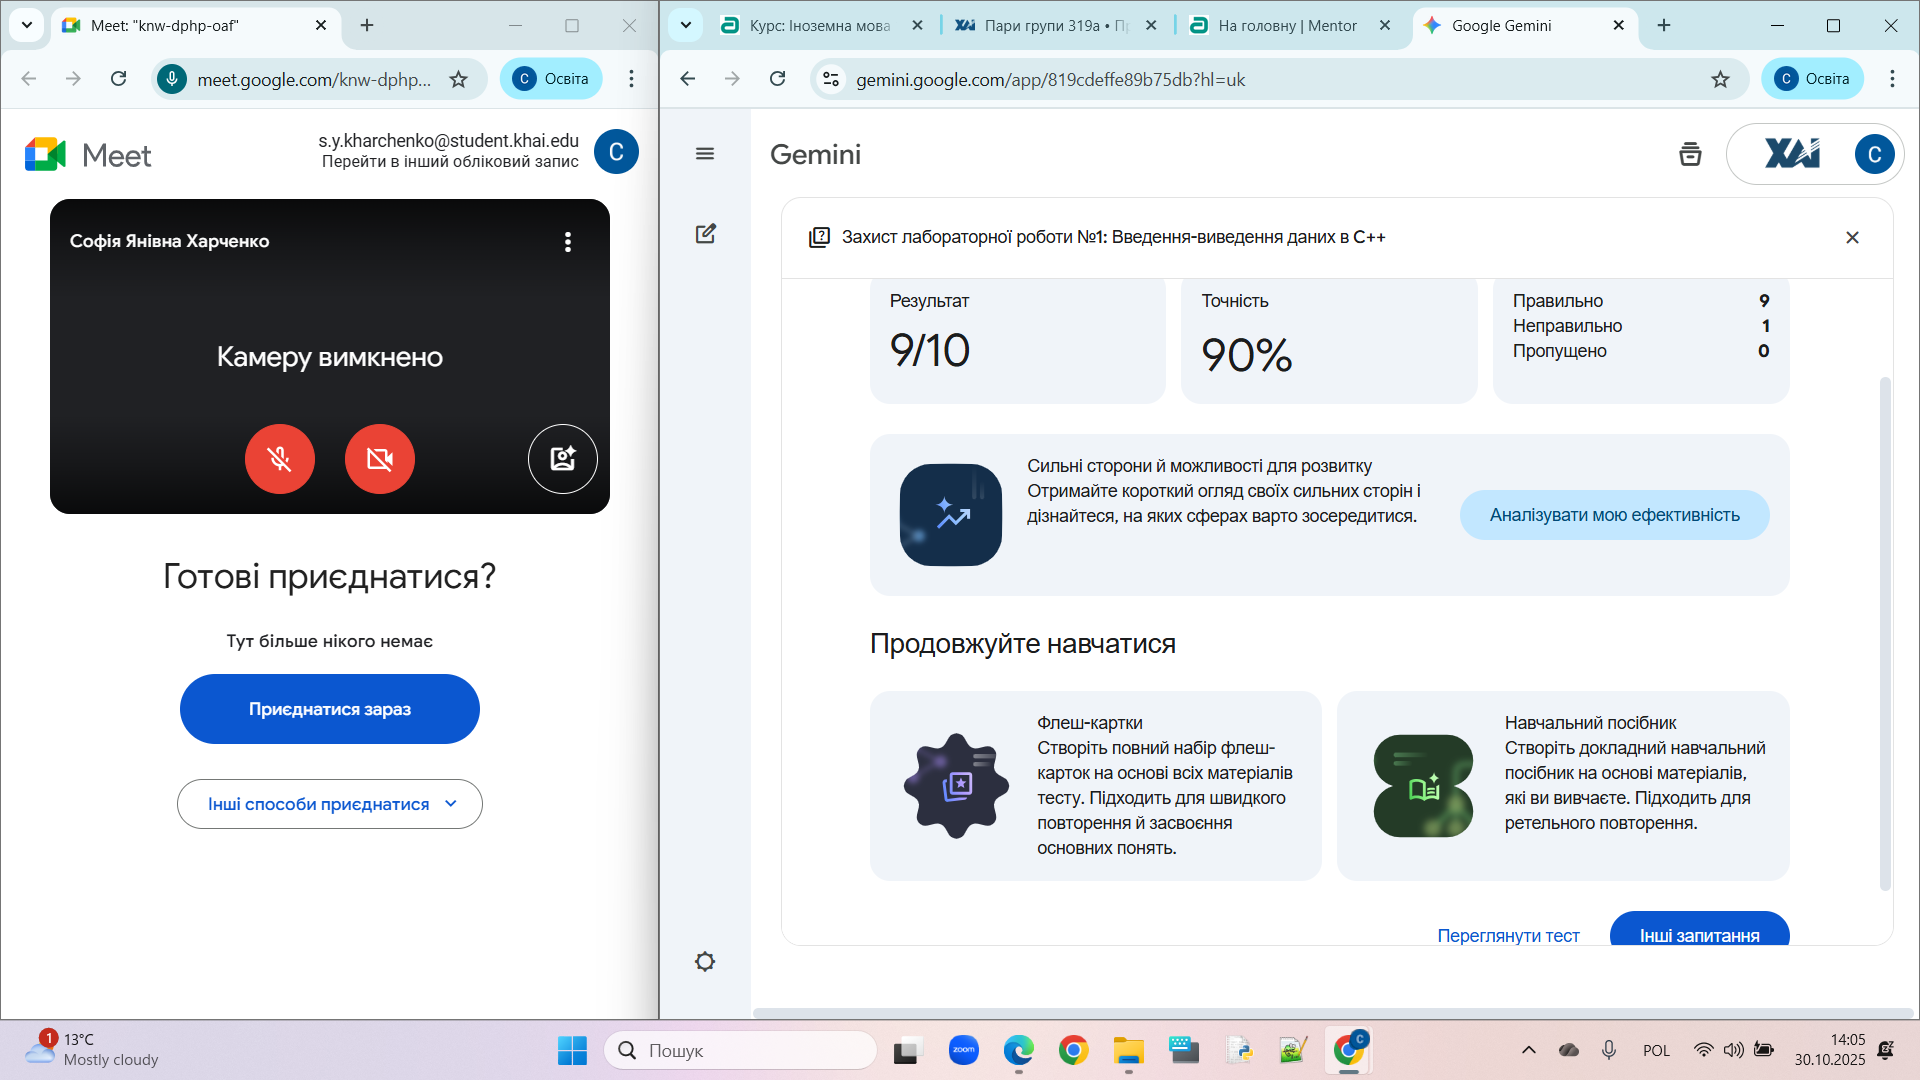 Meet: "knw-dphp-oaf"
meet.google.com/knw-dphp...
Освіта
Meet
s.y.kharchenko@student.khai.edu
Перейти в інший обліковий запис
С
Софія Янівна Харченко
Камеру вимкнено
Готові приєднатися?
Тут більше нікого немає
Приєднатися зараз
Інші способи приєднатися
Курс: Іноземна мова
Пари групи 319а • Пр
На головну | Mentor
Google Gemini
gemini.google.com/app/819cdeffe89b75db?hl=uk
С
Освіта
Gemini
ХАІ
С
Захист лабораторної роботи №1: Введення-виведення даних в C++
Результат
9/10
Точність
90%
Правильно 9
Неправильно 1
Пропущено 0
Сильні сторони й можливості для розвитку
Отримайте короткий огляд своїх сильних сторін і
дізнайтеся, на яких сферах варто зосередитися.
Аналізувати мою ефективність
Продовжуйте навчатися
Флеш-картки
Створіть повний набір флеш-
карток на основі всіх матеріалів
тесту. Підходить для швидкого
повторення й засвоєння
основних понять.
Навчальний посібник
Створіть докладний навчальний
посібник на основі матеріалів,
які ви вивчаєте. Підходить для
ретельного повторення.
Переглянути тест
Інші запитання
1
13°C
Mostly cloudy
Пошук
zoom
С
POL
14:05
30.10.2025